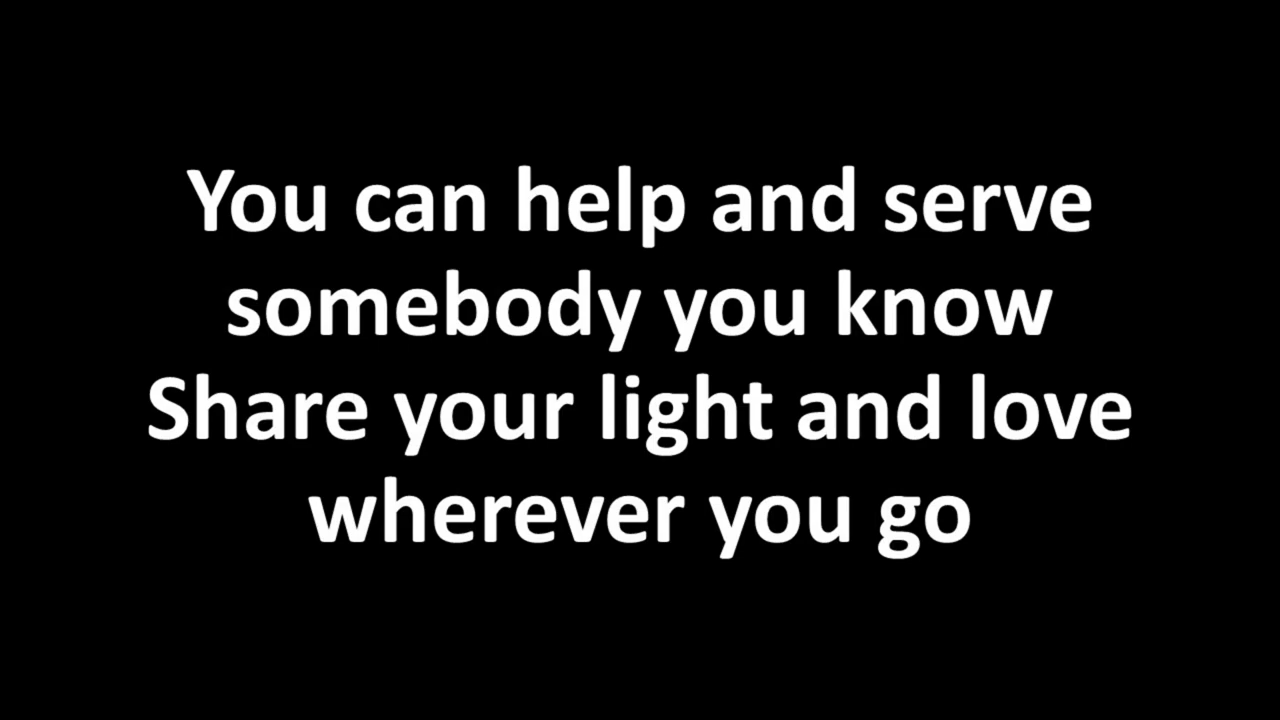 You can help and serve
somebody you know
Share your light and love
wherever you go